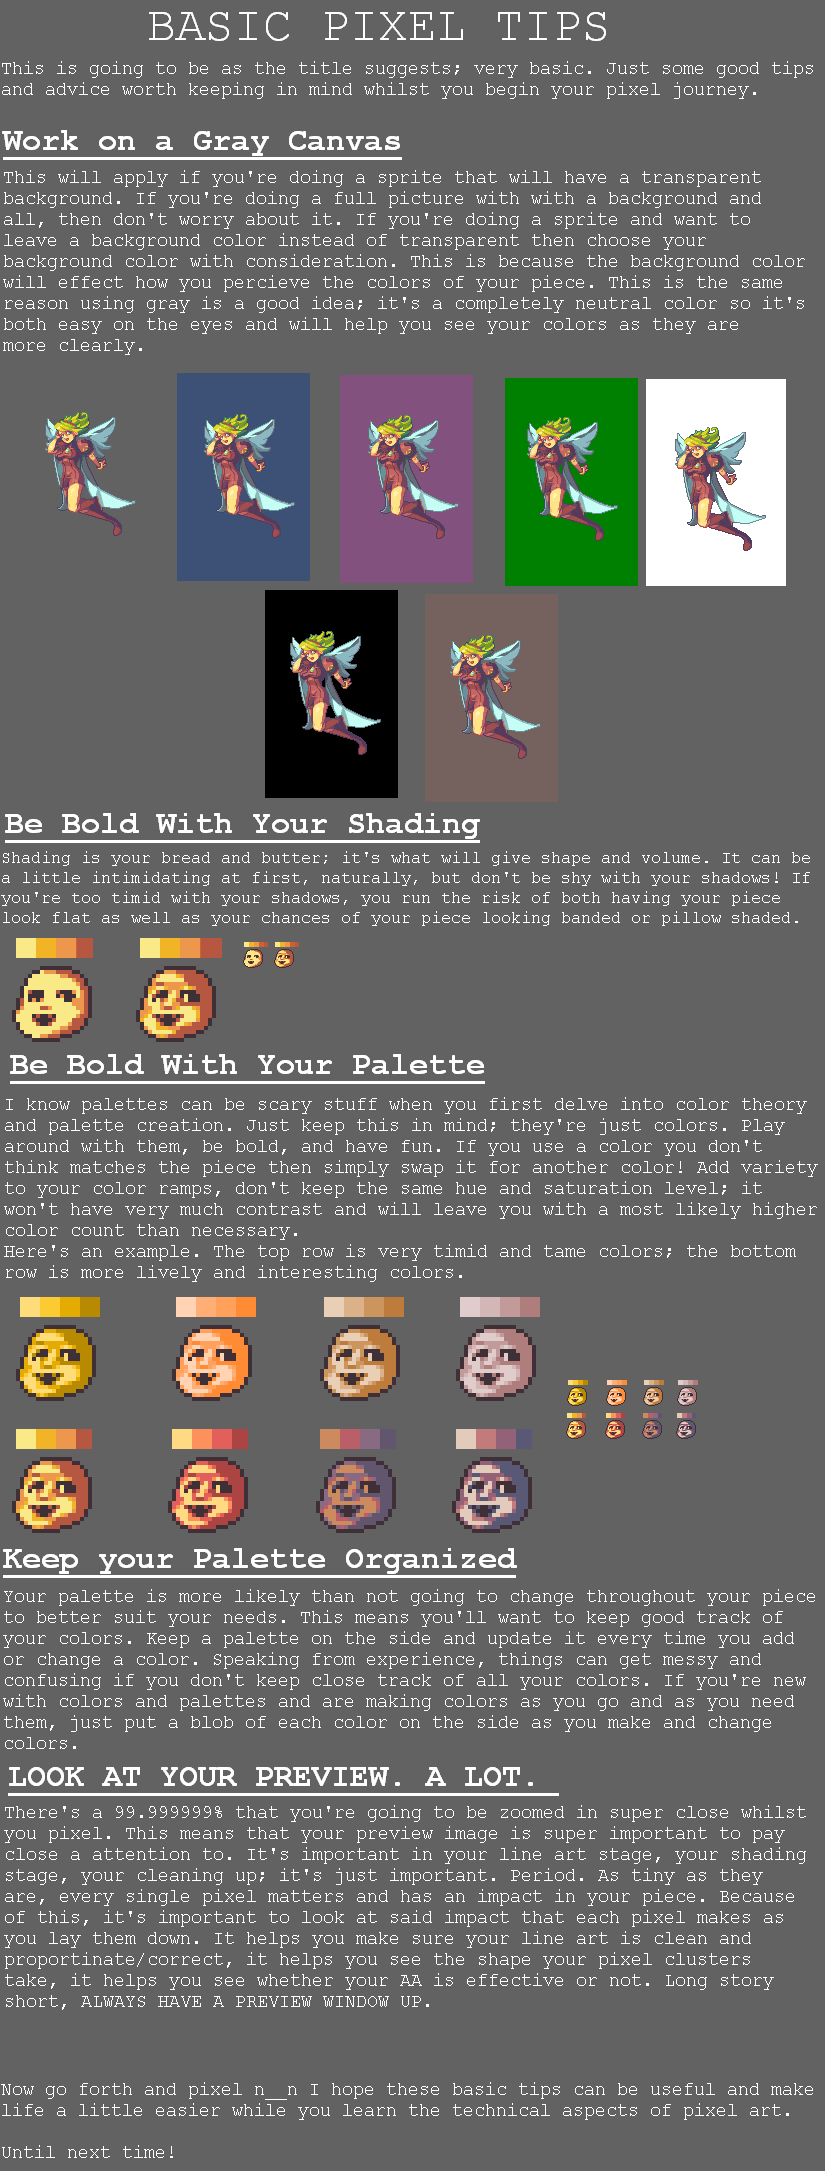 BASIC PIXEL TIPS
This is going to be as the title suggests; very basic. Just some good tips
and advice worth keeping in mind whilst you begin your pixel journey.
Work on a Gray Canvas
This will apply if you're doing a sprite that will have a transparent
background. If you're doing a full picture with with a background and
all, then don't worry about it. If you're doing a sprite and want to
leave a background color instead of transparent then choose your
background color with consideration. This is because the background color
will effect how you percieve the colors of your piece. This is the same
reason using gray is a good idea; it's a completely neutral color so it's
both easy on the eyes and will help you see your colors as they are
more clearly.
Be Bold With Your Shading
Shading is your bread and butter; it's what will give shape and volume. It can be
a little intimidating at first, naturally, but don't be shy with your shadows! If
you're too timid with your shadows, you run the risk of both having your piece
look flat as well as your chances of your piece looking banded or pillow shaded.
Be Bold With Your Palette
I know palettes can be scary stuff when you first delve into color theory
and palette creation. Just keep this in mind; they're just colors. Play
around with them, be bold, and have fun. If you use a color you don't
think matches the piece then simply swap it for another color! Add variety
to your color ramps, don't keep the same hue and saturation level; it
won't have very much contrast and will leave you with a most likely higher
color count than necessary.
Here's an example. The top row is very timid and tame colors; the bottom
row is more lively and interesting colors.
Keep your Palette Organized
Your palette is more likely than not going to change throughout your piece
to better suit your needs. This means you'll want to keep good track of
your colors. Keep a palette on the side and update it every time you add
or change a color. Speaking from experience, things can get messy and
confusing if you don't keep close track of all your colors. If you're new
with colors and palettes and are making colors as you go and as you need
them, just put a blob of each color on the side as you make and change
colors.
LOOK AT YOUR PREVIEW. A LOT.
There's a 99.999999% that you're going to be zoomed in super close whilst
you pixel. This means that your preview image is super important to pay
close a attention to. It's important in your line art stage, your shading
stage, your cleaning up; it's just important. Period. As tiny as they
are, every single pixel matters and has an impact in your piece. Because
of this, it's important to look at said impact that each pixel makes as
you lay them down. It helps you make sure your line art is clean and
proportinate/correct, it helps you see the shape your pixel clusters
take, it helps you see whether your AA is effective or not. Long story
short, ALWAYS HAVE A PREVIEW WINDOW UP.
Now go forth and pixel n__n I hope these basic tips can be useful and make
life a little easier while you learn the technical aspects of pixel art.
Until next time!